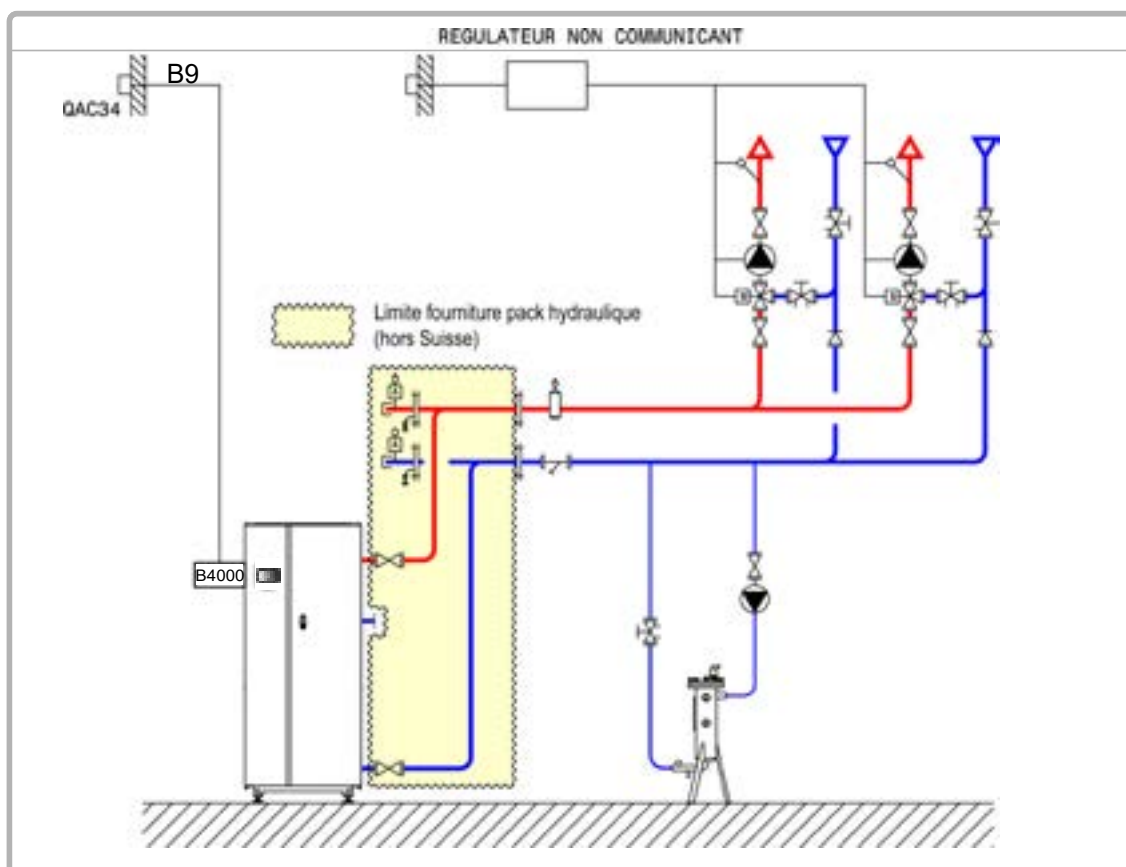 REGULATEUR NON COMMUNICANT
B9
QAC34
Limite fourniture pack hydraulique
(hors Suisse)
B4000